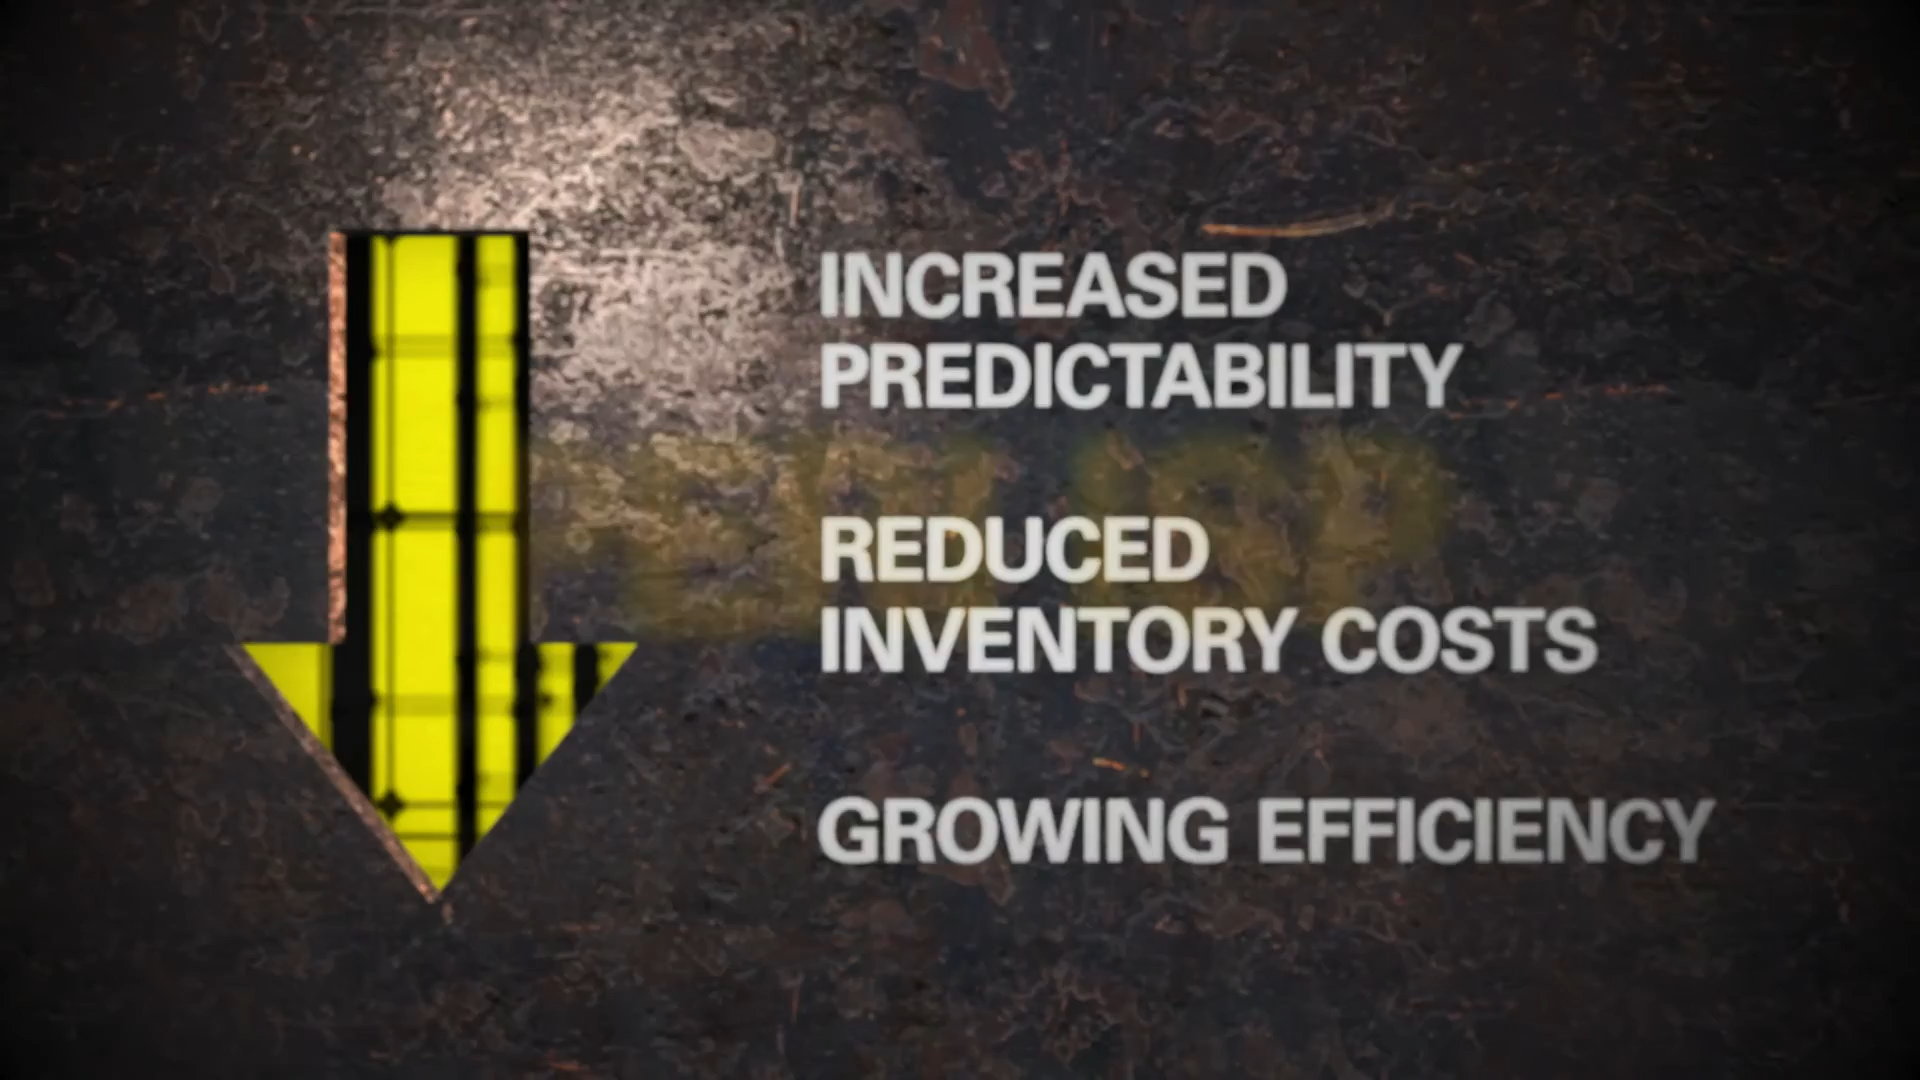 INCREASED
PREDICTABILITY
REDUCED
INVENTORY COSTS
GROWING EFFICIENCY